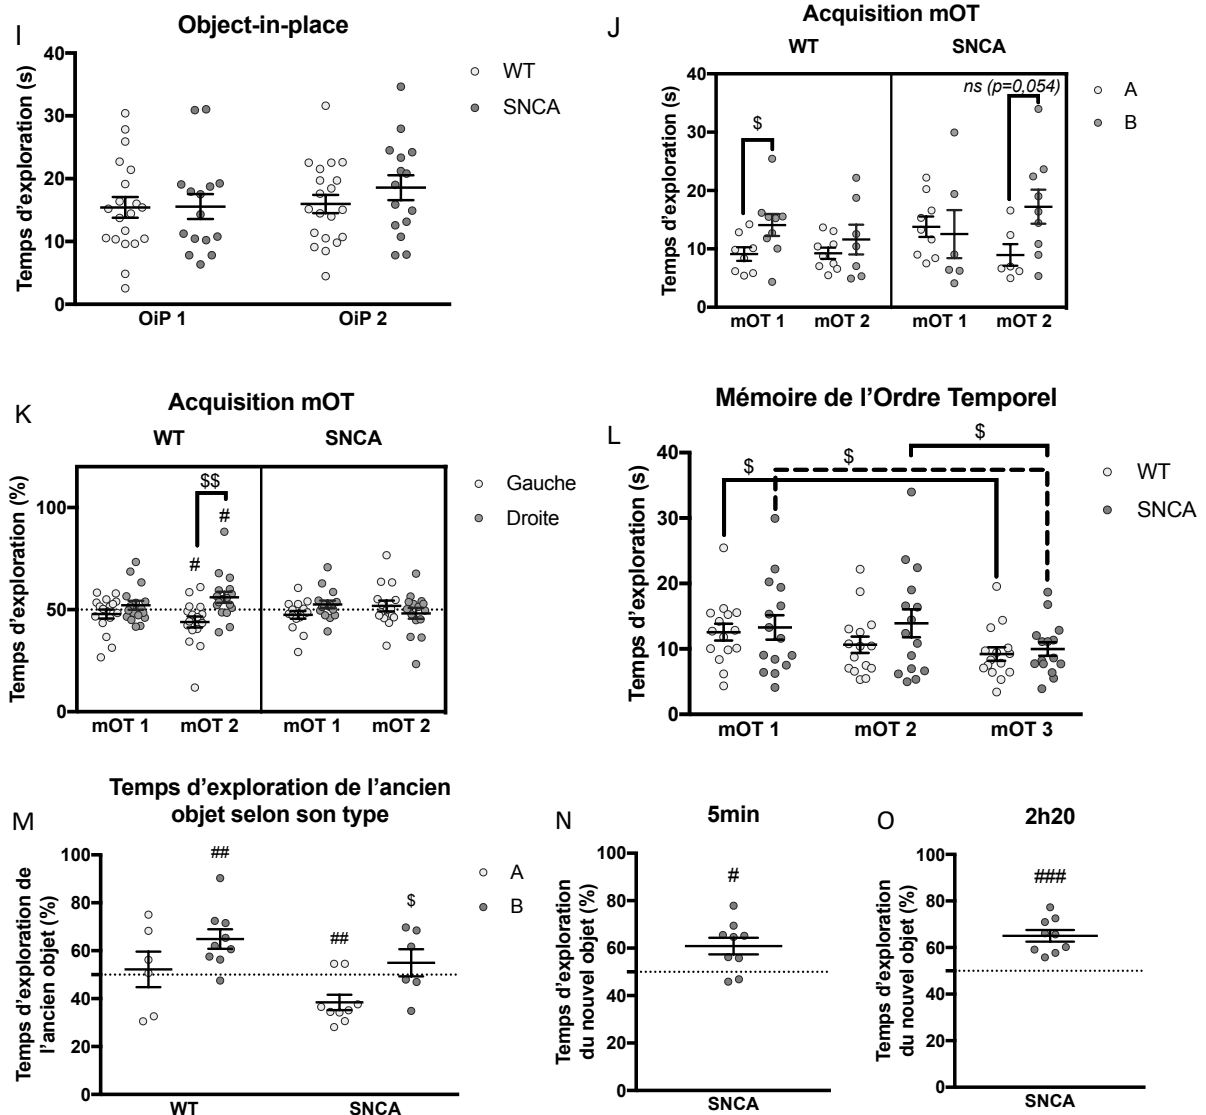 I
Object-in-place
Temps d'exploration (s)
40
30
20
10
0
OiP 1
OiP 2
WT
SNCA
J
Acquisition mOT
WT
SNCA
Temps d'exploration (s)
40
30
20
10
0
$
ns (p=0,054)
mOT 1
mOT 2
mOT 1
mOT 2
A
B
K
Acquisition mOT
WT
SNCA
Temps d'exploration (%)
100
50
0
$$
#
#
mOT 1
mOT 2
mOT 1
mOT 2
Gauche
Droite
L
Mémoire de l'Ordre Temporel
Temps d'exploration (s)
40
30
20
10
0
$
$
$
mOT 1
mOT 2
mOT 3
WT
SNCA
M
Temps d'exploration de l'ancien
objet selon son type
Temps d'exploration de
l'ancien objet (%)
100
80
60
40
20
0
##
##
$
WT
SNCA
A
B
N
5min
Temps d'exploration
du nouvel objet (%)
100
80
60
40
20
0
#
SNCA
O
2h20
Temps d'exploration
du nouvel objet (%)
100
80
60
40
20
0
###
SNCA